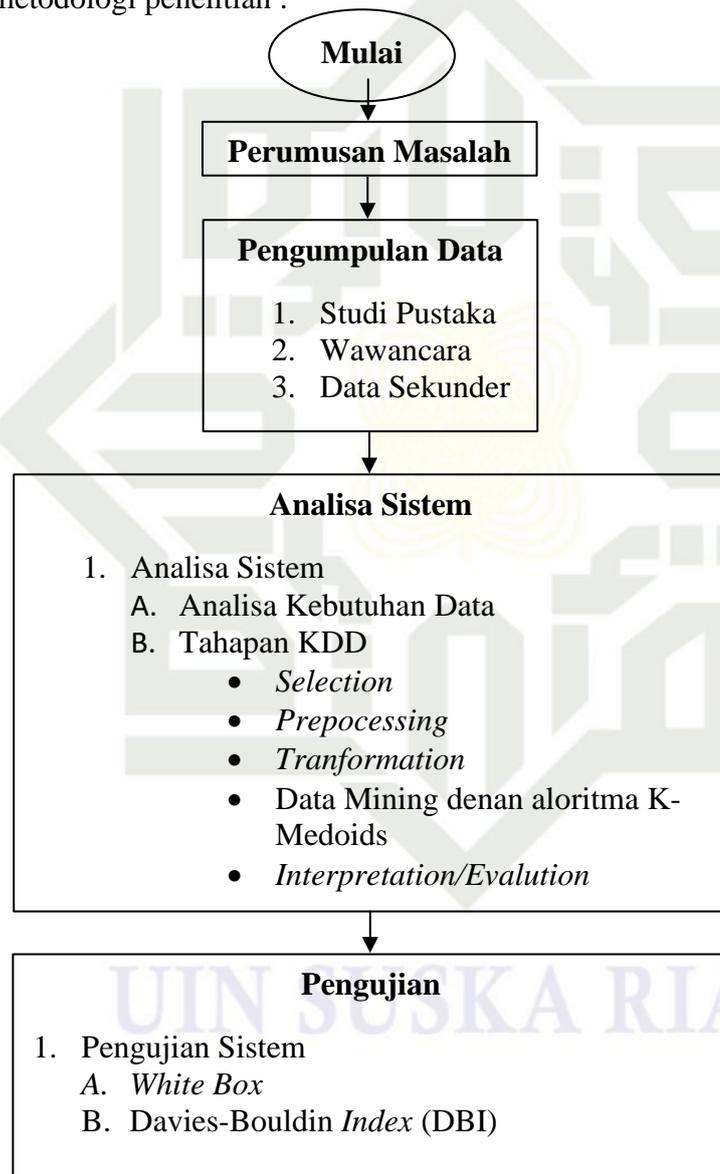 metodologi penelitian :
Mulai
Perumusan Masalah
Pengumpulan Data
1. Studi Pustaka
2. Wawancara
3. Data Sekunder
Analisa Sistem
1. Analisa Sistem
A. Analisa Kebutuhan Data
B. Tahapan KDD
• Selection
• Prepocessing
• Tranformation
• Data Mining denan aloritma K-
Medoids
• Interpretation/Evalution
Pengujian
UIN SUSKA RIA
1. Pengujian Sistem
A. White Box
B. Davies-Bouldin Index (DBI)